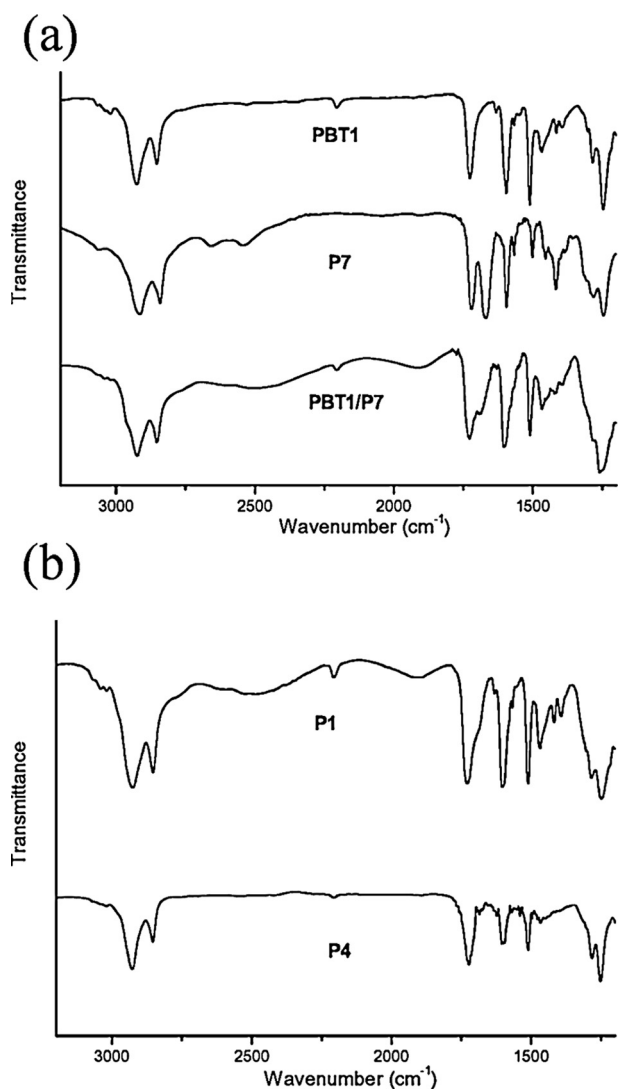 (a)
PBT1
P7
PBT1/P7
Transmittance
3000 2500 2000 1500
Wavenumber (cm⁻¹)
(b)
P1
P4
Transmittance
3000 2500 2000 1500
Wavenumber (cm⁻¹)